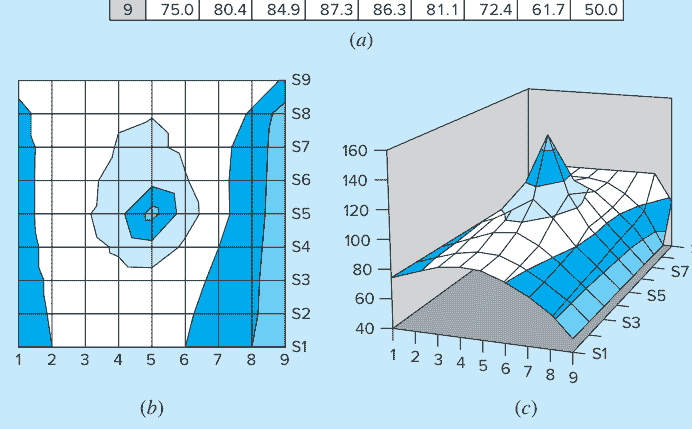 9 75.0 80.4 84.9 87.3 86.3 81.1 72.4 61.7 50.0
(a)
S9
S8
S7
S6
S5
S4
S3
S2
S1
1 2 3 4 5 6 7 8 9
(b)
160
140
120
100
80
60
40
S7
S5
S3
S1
1 2 3 4 5 6 7 8 9
(c)